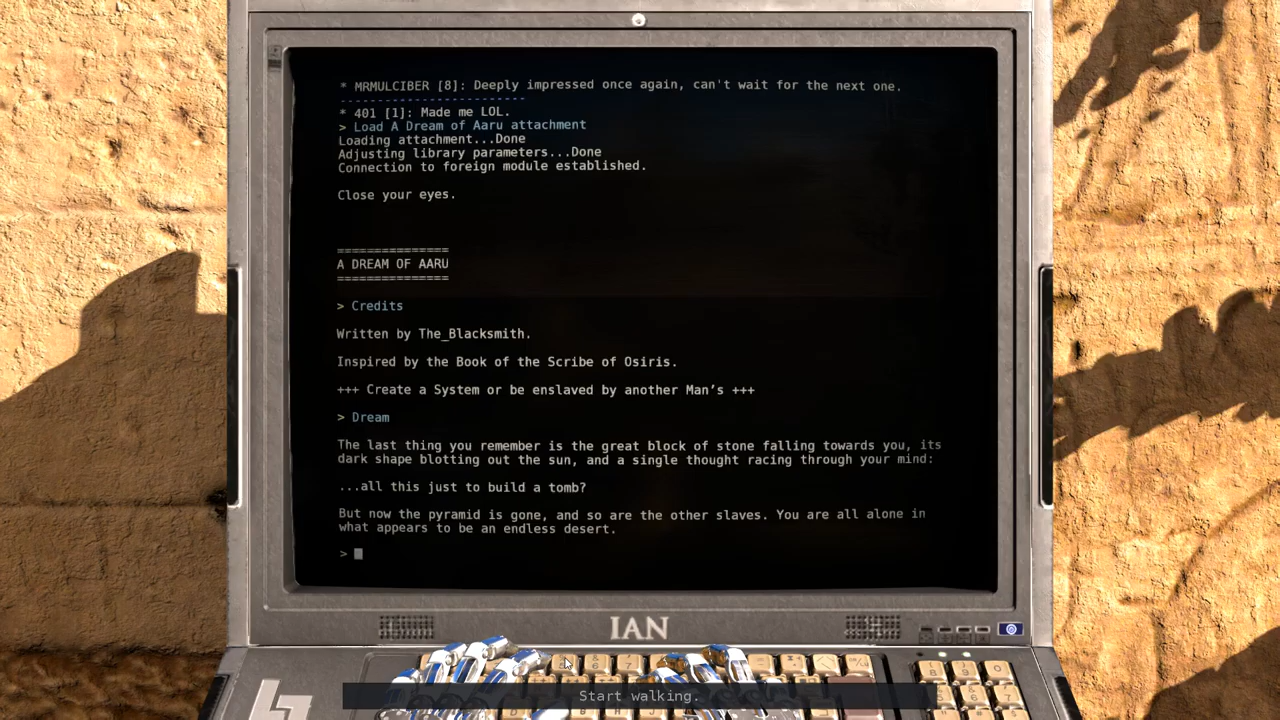 * MRMULCIBER [8]: Deeply impressed once again, can't wait for the next one.
-------------------------
* 401 [1]: Made me LOL.
> Load A Dream of Aaru attachment
Loading attachment...Done
Adjusting library parameters...Done
Connection to foreign module established.
Close your eyes.
===============
A DREAM OF AARU
===============
> Credits
Written by The_Blacksmith.
Inspired by the Book of the Scribe of Osiris.
+++ Create a System or be enslaved by another Man’s +++
> Dream
The last thing you remember is the great block of stone falling towards you, its
dark shape blotting out the sun, and a single thought racing through your mind:
...all this just to build a tomb?
But now the pyramid is gone, and so are the other slaves. You are all alone in
what appears to be an endless desert.
>
IAN
Start walking.